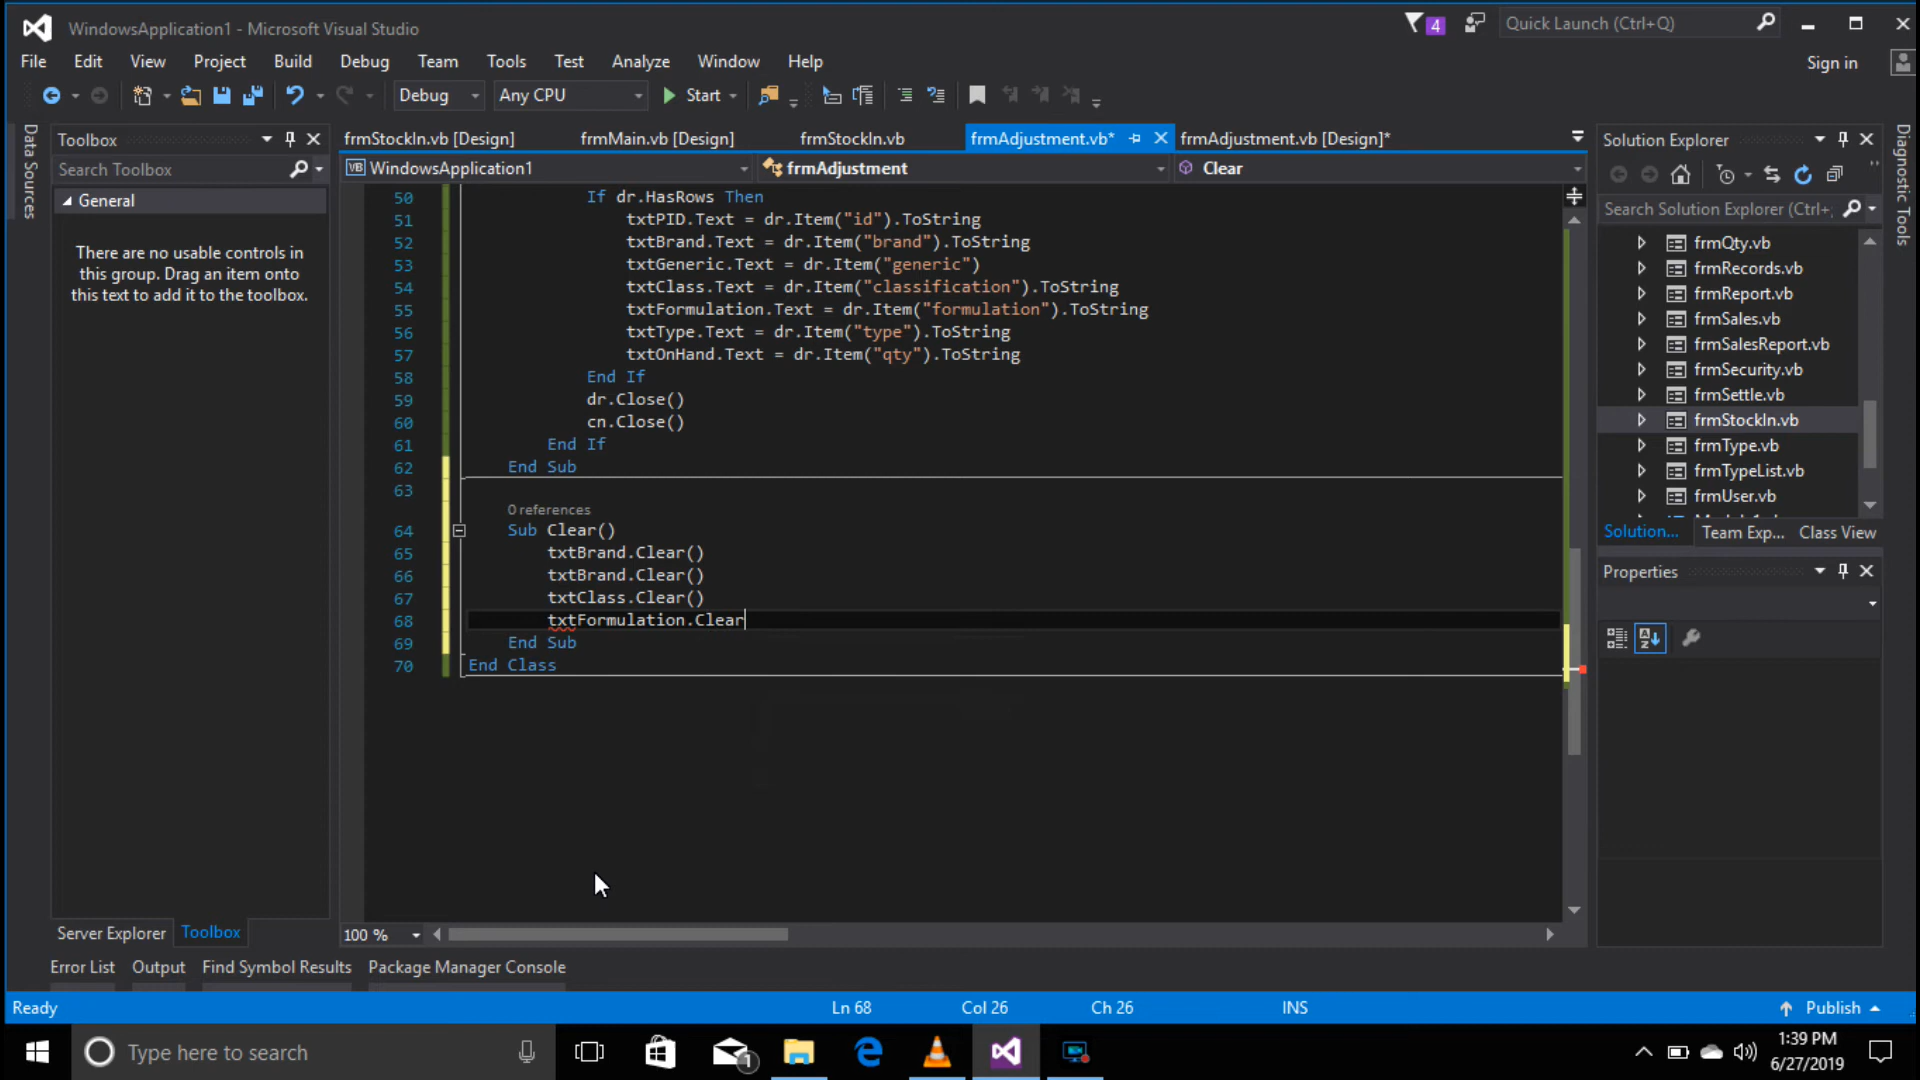 WindowsApplication1 - Microsoft Visual Studio
4
Quick Launch (Ctrl+Q)
File Edit View Project Build Debug Team Tools Test Analyze Window Help
Sign in
Debug Any CPU Start
Data Sources
Toolbox
Search Toolbox
General
There are no usable controls in
this group. Drag an item onto
this text to add it to the toolbox.
Server Explorer Toolbox
frmStockIn.vb [Design] frmMain.vb [Design] frmStockIn.vb frmAdjustment.vb* frmAdjustment.vb [Design]*
VB WindowsApplication1 frmAdjustment Clear
50 If dr.HasRows Then
51 txtPID.Text = dr.Item("id").ToString
52 txtBrand.Text = dr.Item("brand").ToString
53 txtGeneric.Text = dr.Item("generic")
54 txtClass.Text = dr.Item("classification").ToString
55 txtFormulation.Text = dr.Item("formulation").ToString
56 txtType.Text = dr.Item("type").ToString
57 txtOnHand.Text = dr.Item("qty").ToString
58 End If
59 dr.Close()
60 cn.Close()
61 End If
62 End Sub
63
0 references
64 Sub Clear()
65 txtBrand.Clear()
66 txtBrand.Clear()
67 txtClass.Clear()
68 txtFormulation.Clear
69 End Sub
70 End Class
100 %
Solution Explorer
Search Solution Explorer (Ctrl+;
frmQty.vb
frmRecords.vb
frmReport.vb
frmSales.vb
frmSalesReport.vb
frmSecurity.vb
frmSettle.vb
frmStockIn.vb
frmType.vb
frmTypeList.vb
frmUser.vb
Solution... Team Exp... Class View
Properties
Diagnostic Tools
Error List Output Find Symbol Results Package Manager Console
Ready Ln 68 Col 26 Ch 26 INS Publish
Type here to search
1
1:39 PM
6/27/2019